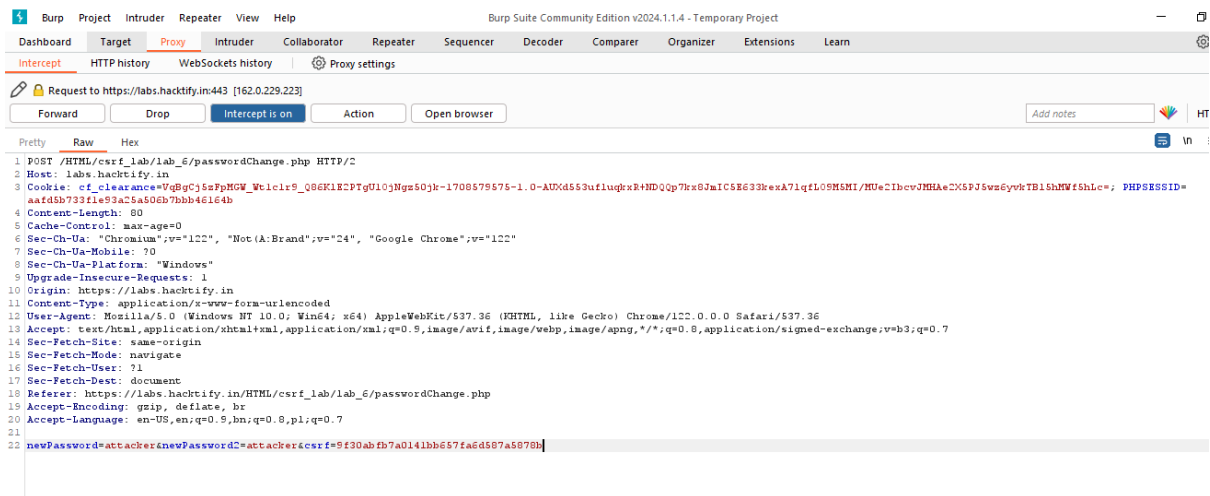 Burp Project Intruder Repeater View Help Burp Suite Community Edition v2024.1.1.4 - Temporary Project
Dashboard Target Proxy Intruder Collaborator Repeater Sequencer Decoder Comparer Organizer Extensions Learn
Intercept HTTP history WebSockets history Proxy settings
Request to https://labs.hacktify.in:443 [162.0.229.223]
Forward Drop Intercept is on Action Open browser Add notes HT
Pretty Raw Hex \n
1 POST /HTML/csrf_lab/lab_6/passwordChange.php HTTP/2
2 Host: labs.hacktify.in
3 Cookie: cf_clearance=VqBgCj5zFpMGW_Wtlclr9_Q86K1E2PTgUl0jNgz50jk-1708579575-1.0-AUXd553ufluqkxR+NDQQp7kx8JmIC5E633kexA7lqfL09M5MI/MUe2IbcvJMHAe2X5PJ5wz6yvkTB15hMWf5hLc=; PHPSESSID=
aafd5b733f1e93a25a506b7bbb46164b
4 Content-Length: 80
5 Cache-Control: max-age=0
6 Sec-Ch-Ua: "Chromium";v="122", "Not(A:Brand";v="24", "Google Chrome";v="122"
7 Sec-Ch-Ua-Mobile: ?0
8 Sec-Ch-Ua-Platform: "Windows"
9 Upgrade-Insecure-Requests: 1
10 Origin: https://labs.hacktify.in
11 Content-Type: application/x-www-form-urlencoded
12 User-Agent: Mozilla/5.0 (Windows NT 10.0; Win64; x64) AppleWebKit/537.36 (KHTML, like Gecko) Chrome/122.0.0.0 Safari/537.36
13 Accept: text/html,application/xhtml+xml,application/xml;q=0.9,image/avif,image/webp,image/apng,*/*;q=0.8,application/signed-exchange;v=b3;q=0.7
14 Sec-Fetch-Site: same-origin
15 Sec-Fetch-Mode: navigate
16 Sec-Fetch-User: ?1
17 Sec-Fetch-Dest: document
18 Referer: https://labs.hacktify.in/HTML/csrf_lab/lab_6/passwordChange.php
19 Accept-Encoding: gzip, deflate, br
20 Accept-Language: en-US,en;q=0.9,bn;q=0.8,pl;q=0.7
21
22 newPassword=attacker&newPassword2=attacker&csrf=9f30abfb7a0141bb657fa6d587a5878b